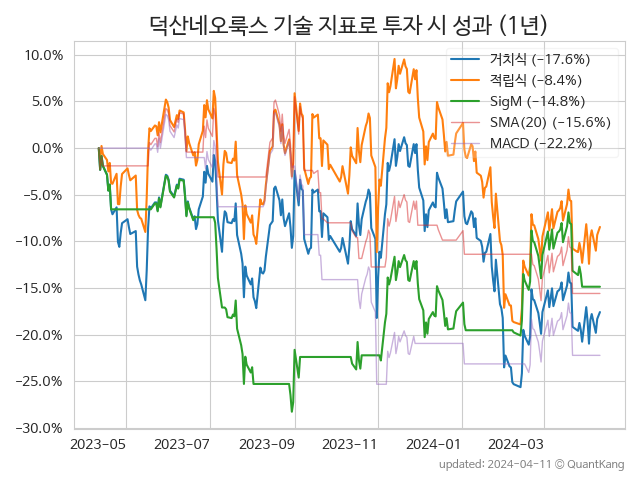 덕산네오룩스 기술 지표로 투자 시 성과 (1년)
10.0%
5.0%
0.0%
−5.0%
−10.0%
−15.0%
−20.0%
−25.0%
−30.0%
거치식 (−17.6%)
적립식 (−8.4%)
SigM (−14.8%)
SMA(20) (−15.6%)
MACD (−22.2%)
2023-05 2023-07 2023-09 2023-11 2024-01 2024-03
updated: 2024-04-11 © QuantKang